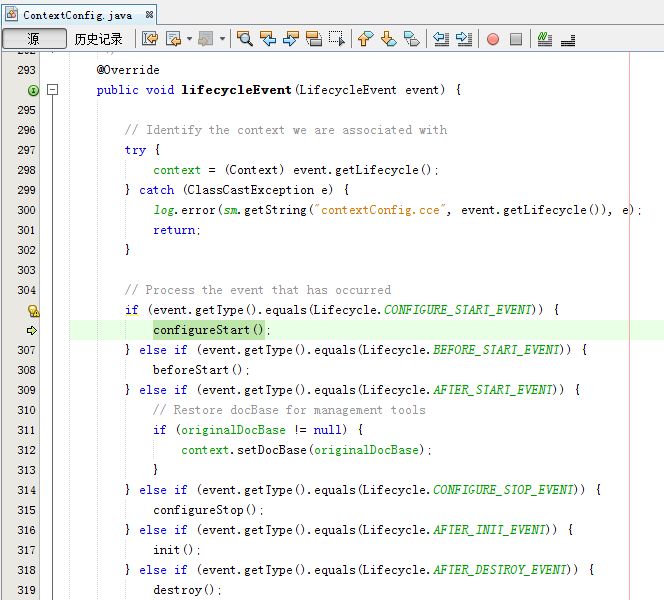 ContextConfig.java
源 历史记录
293 @Override
public void lifecycleEvent(LifecycleEvent event) {
295
296 // Identify the context we are associated with
297 try {
298 context = (Context) event.getLifecycle();
299 } catch (ClassCastException e) {
300 log.error(sm.getString("contextConfig.cce", event.getLifecycle()), e);
301 return;
302 }
303
304 // Process the event that has occurred
if (event.getType().equals(Lifecycle.CONFIGURE_START_EVENT)) {
configureStart();
307 } else if (event.getType().equals(Lifecycle.BEFORE_START_EVENT)) {
308 beforeStart();
309 } else if (event.getType().equals(Lifecycle.AFTER_START_EVENT)) {
310 // Restore docBase for management tools
311 if (originalDocBase != null) {
312 context.setDocBase(originalDocBase);
313 }
314 } else if (event.getType().equals(Lifecycle.CONFIGURE_STOP_EVENT)) {
315 configureStop();
316 } else if (event.getType().equals(Lifecycle.AFTER_INIT_EVENT)) {
317 init();
318 } else if (event.getType().equals(Lifecycle.AFTER_DESTROY_EVENT)) {
319 destroy();